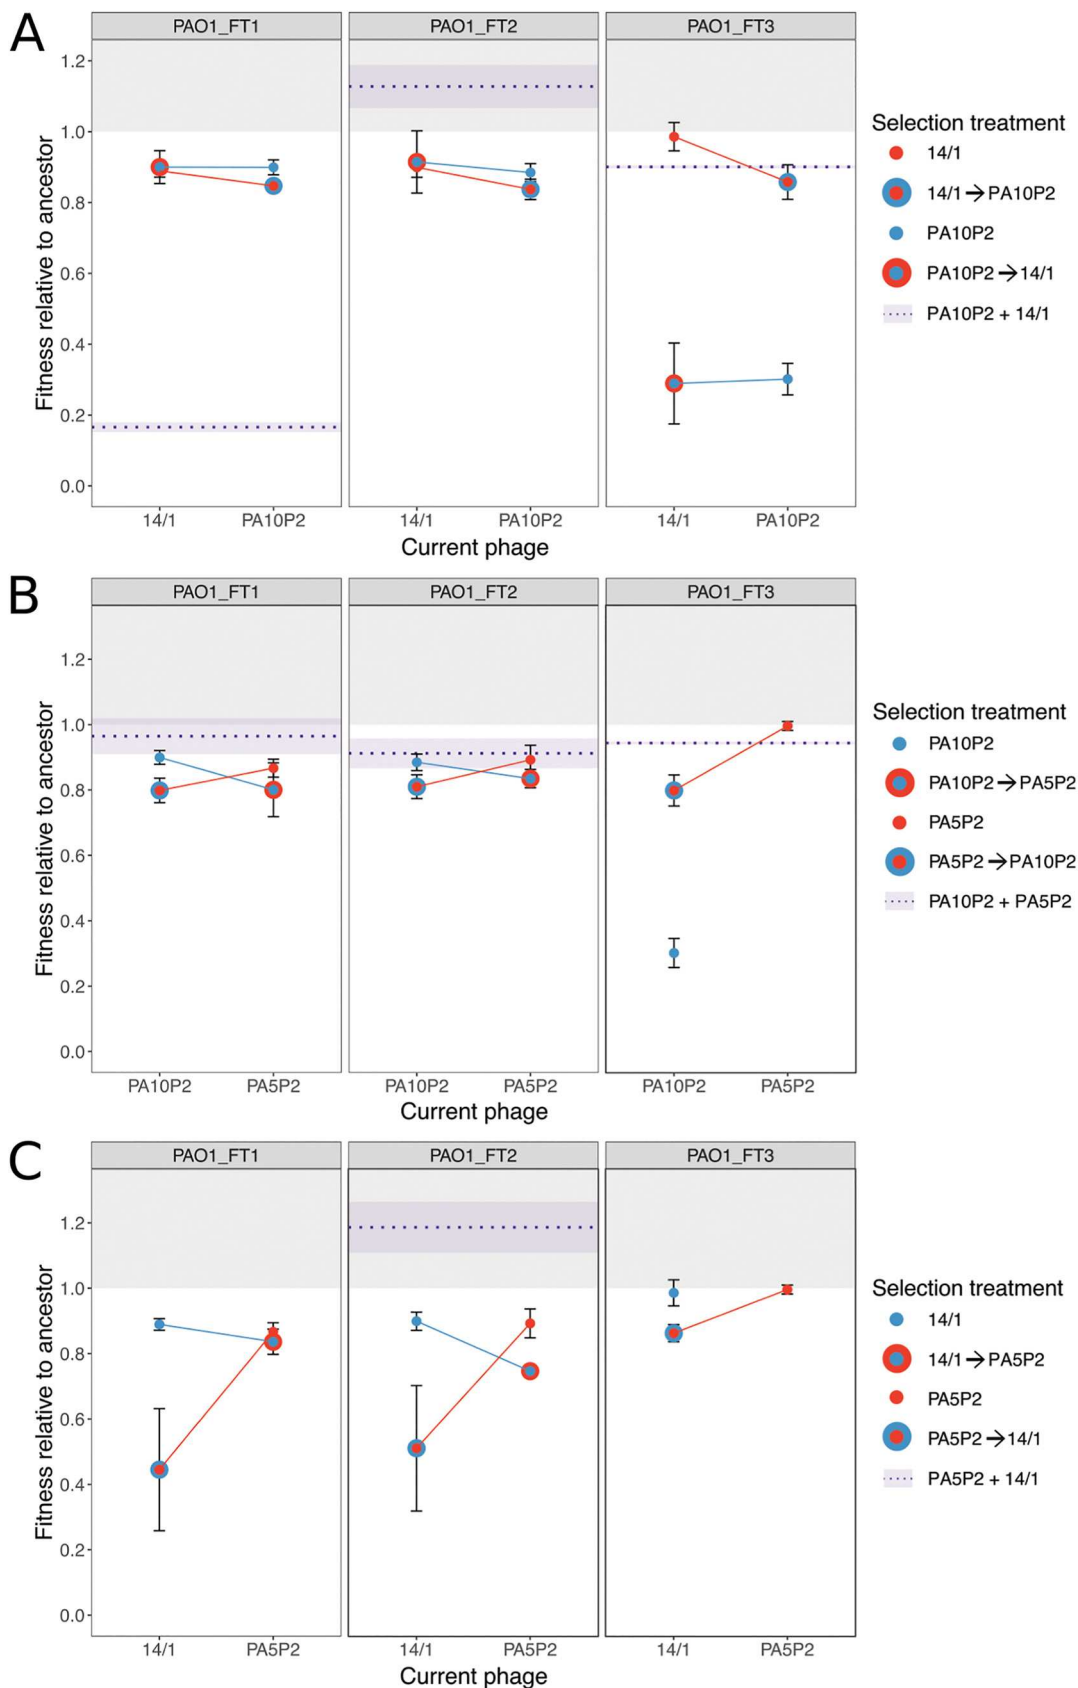 A
PAO1_FT1 PAO1_FT2 PAO1_FT3
Fitness relative to ancestor
1.2
1.0
0.8
0.6
0.4
0.2
0.0
14/1 PA10P2 14/1 PA10P2 14/1 PA10P2
Current phage
Selection treatment
14/1
14/1→PA10P2
PA10P2
PA10P2→14/1
PA10P2 + 14/1
B
PAO1_FT1 PAO1_FT2 PAO1_FT3
Fitness relative to ancestor
1.2
1.0
0.8
0.6
0.4
0.2
0.0
PA10P2 PA5P2 PA10P2 PA5P2 PA10P2 PA5P2
Current phage
Selection treatment
PA10P2
PA10P2→PA5P2
PA5P2
PA5P2→PA10P2
PA10P2 + PA5P2
C
PAO1_FT1 PAO1_FT2 PAO1_FT3
Fitness relative to ancestor
1.2
1.0
0.8
0.6
0.4
0.2
0.0
14/1 PA5P2 14/1 PA5P2 14/1 PA5P2
Current phage
Selection treatment
14/1
14/1→PA5P2
PA5P2
PA5P2→14/1
PA5P2 + 14/1